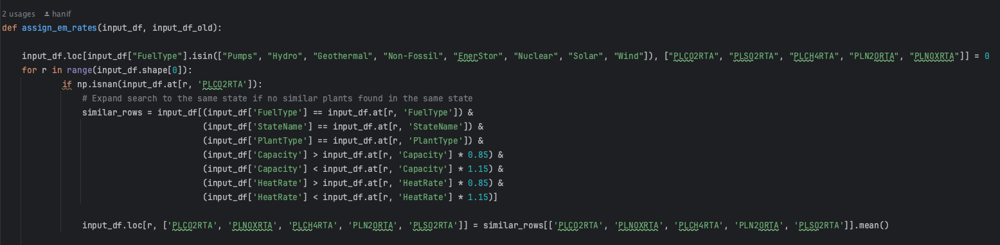 2 usages hanif
def assign_em_rates(input_df, input_df_old):
input_df.loc[input_df["FuelType"].isin(["Pumps", "Hydro", "Geothermal", "Non-Fossil", "EnerStor", "Nuclear", "Solar", "Wind"]), ["PLCO2RTA", "PLSO2RTA", "PLCH4RTA", "PLN2ORTA", "PLNOXRTA"]] = 0
for r in range(input_df.shape[0]):
if np.isnan(input_df.at[r, 'PLCO2RTA']):
# Expand search to the same state if no similar plants found in the same state
similar_rows = input_df[(input_df['FuelType'] == input_df.at[r, 'FuelType']) &
(input_df['StateName'] == input_df.at[r, 'StateName']) &
(input_df['PlantType'] == input_df.at[r, 'PlantType']) &
(input_df['Capacity'] > input_df.at[r, 'Capacity'] * 0.85) &
(input_df['Capacity'] < input_df.at[r, 'Capacity'] * 1.15) &
(input_df['HeatRate'] > input_df.at[r, 'HeatRate'] * 0.85) &
(input_df['HeatRate'] < input_df.at[r, 'HeatRate'] * 1.15)]
input_df.loc[r, ['PLCO2RTA', 'PLNOXRTA', 'PLCH4RTA', 'PLN2ORTA', 'PLSO2RTA']] = similar_rows[['PLCO2RTA', 'PLNOXRTA', 'PLCH4RTA', 'PLN2ORTA', 'PLSO2RTA']].mean()